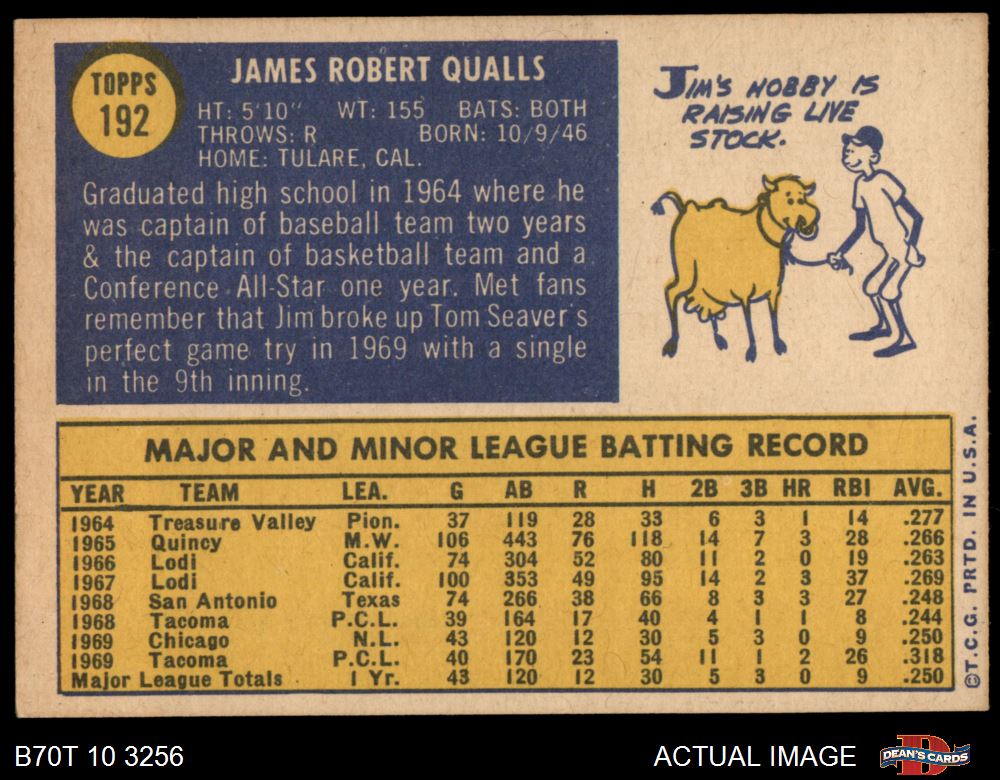 TOPPS
192
JAMES ROBERT QUALLS
HT: 5'10" WT: 155 BATS: BOTH
THROWS: R BORN: 10/9/46
HOME: TULARE, CAL.
Graduated high school in 1964 where he
was captain of baseball team two years
& the captain of basketball team and a
Conference All-Star one year. Met fans
remember that Jim broke up Tom Seaver's
perfect game try in 1969 with a single
in the 9th inning.
JIM'S HOBBY IS
RAISING LIVE
STOCK.
MAJOR AND MINOR LEAGUE BATTING RECORD
YEAR TEAM LEA. G AB R H 2B 3B HR RBI AVG.
1964 Treasure Valley Pion. 37 119 28 33 6 3 1 14 .277
1965 Quincy M.W. 106 443 76 118 14 7 3 28 .266
1966 Lodi Calif. 74 304 52 80 11 2 0 19 .263
1967 Lodi Calif. 100 353 49 95 14 2 3 37 .269
1968 San Antonio Texas 74 266 38 66 8 3 3 27 .248
1968 Tacoma P.C.L. 39 164 17 40 4 1 1 8 .244
1969 Chicago N.L. 43 120 12 30 5 3 0 9 .250
1969 Tacoma P.C.L. 40 170 23 54 11 1 2 26 .318
Major League Totals 1 Yr. 43 120 12 30 5 3 0 9 .250
©T.C.G. PRTD. IN U.S.A.
B70T 10 3256
ACTUAL IMAGE
D
DEAN'S CARDS